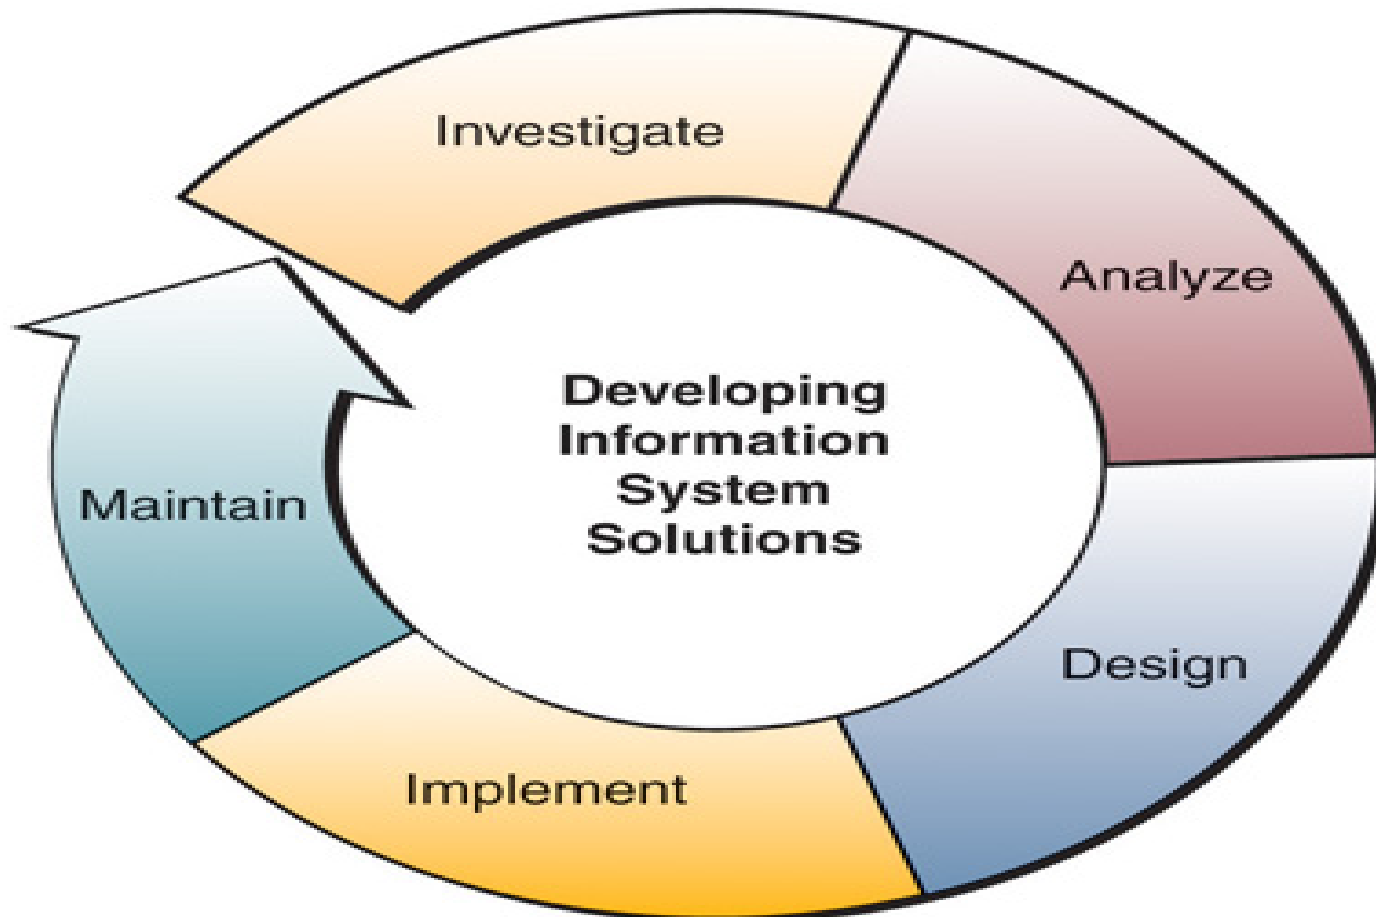 Investigate
Analyze
Developing
Information
System
Solutions
Maintain
Design
Implement